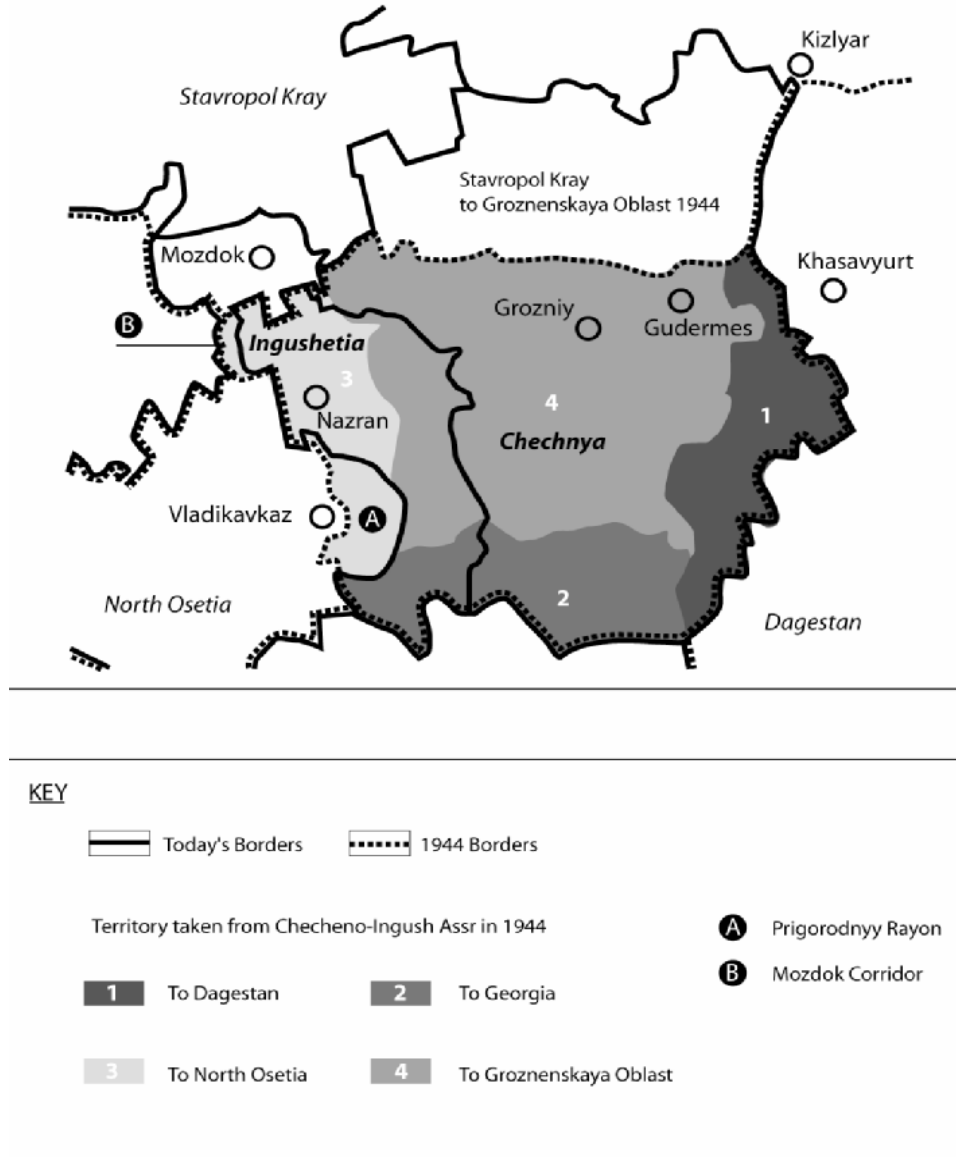 Kizlyar
Stavropol Kray
Stavropol Kray
to Groznenskaya Oblast 1944
Mozdok
Khasavyurt
Grozniy
Gudermes
B
Ingushetia
3
Nazran
4
1
Chechnya
Vladikavkaz
A
North Osetia
2
Dagestan
KEY
Today's Borders
1944 Borders
Territory taken from Checheno-Ingush Assr in 1944
A Prigorodnyy Rayon
B Mozdok Corridor
1 To Dagestan
2 To Georgia
3 To North Osetia
4 To Groznenskaya Oblast